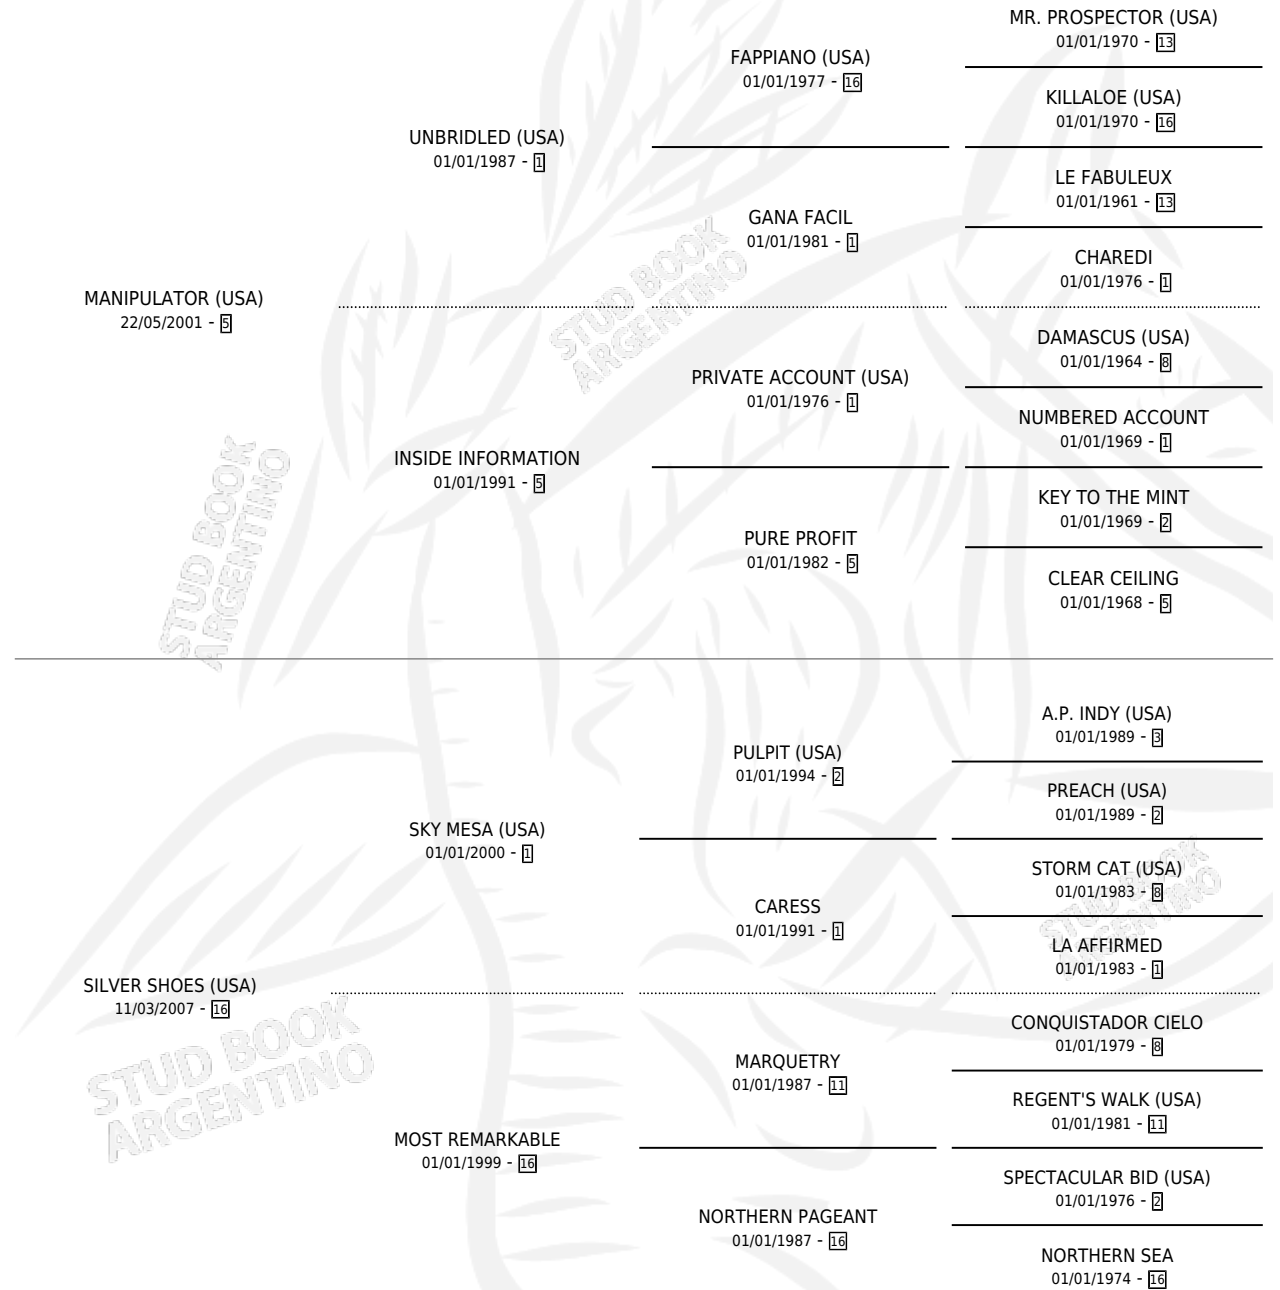 MR. PROSPECTOR (USA)
01/01/1970 - 13
FAPPIANO (USA)
01/01/1977 - 16
KILLALOE (USA)
01/01/1970 - 16
UNBRIDLED (USA)
01/01/1987 - 1
LE FABULEUX
01/01/1961 - 13
GANA FACIL
01/01/1981 - 1
CHAREDI
01/01/1976 - 1
MANIPULATOR (USA)
22/05/2001 - 5
DAMASCUS (USA)
01/01/1964 - 8
PRIVATE ACCOUNT (USA)
01/01/1976 - 1
NUMBERED ACCOUNT
01/01/1969 - 1
INSIDE INFORMATION
01/01/1991 - 5
KEY TO THE MINT
01/01/1969 - 2
PURE PROFIT
01/01/1982 - 5
CLEAR CEILING
01/01/1968 - 5
A.P. INDY (USA)
01/01/1989 - 3
PULPIT (USA)
01/01/1994 - 2
PREACH (USA)
01/01/1989 - 2
SKY MESA (USA)
01/01/2000 - 1
STORM CAT (USA)
01/01/1983 - 8
CARESS
01/01/1991 - 1
LA AFFIRMED
01/01/1983 - 1
SILVER SHOES (USA)
11/03/2007 - 16
CONQUISTADOR CIELO
01/01/1979 - 8
MARQUETRY
01/01/1987 - 11
REGENT'S WALK (USA)
01/01/1981 - 11
MOST REMARKABLE
01/01/1999 - 16
SPECTACULAR BID (USA)
01/01/1976 - 2
NORTHERN PAGEANT
01/01/1987 - 16
NORTHERN SEA
01/01/1974 - 16
STUD BOOK
ARGENTINO
STUD BOOK
ARGENTINO
STUD BOOK
ARGENTINO
STUD BOOK
ARGENTINO